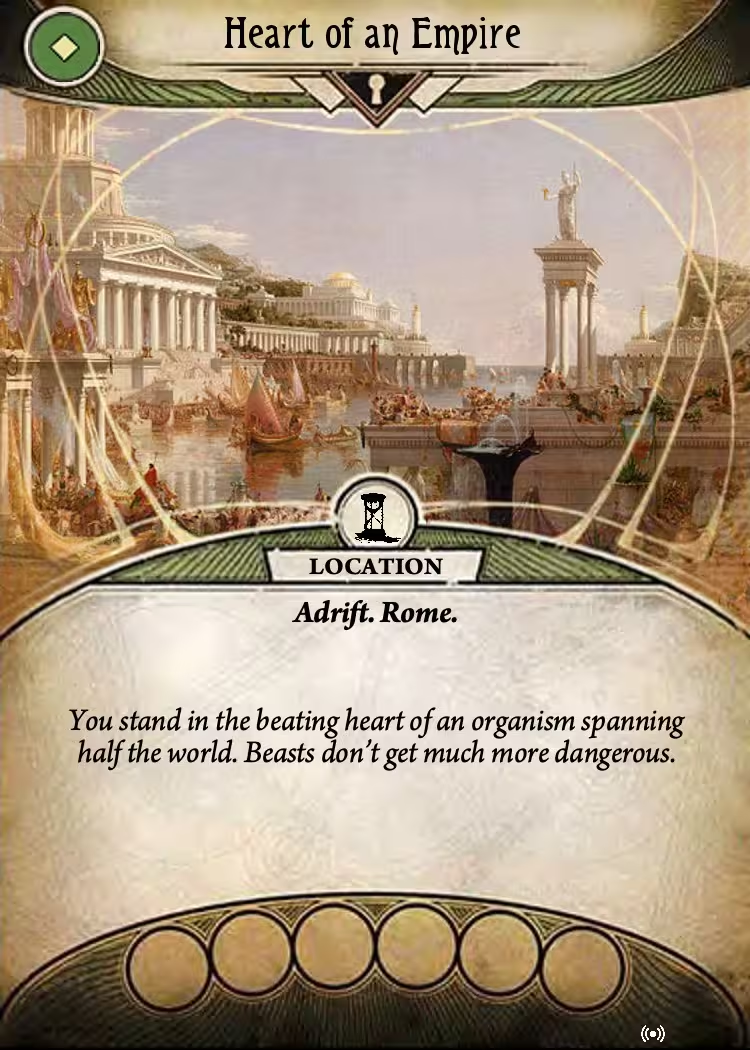 Heart of an Empire
LOCATION
Adrift. Rome.
You stand in the beating heart of an organism spanning
half the world. Beasts don't get much more dangerous.